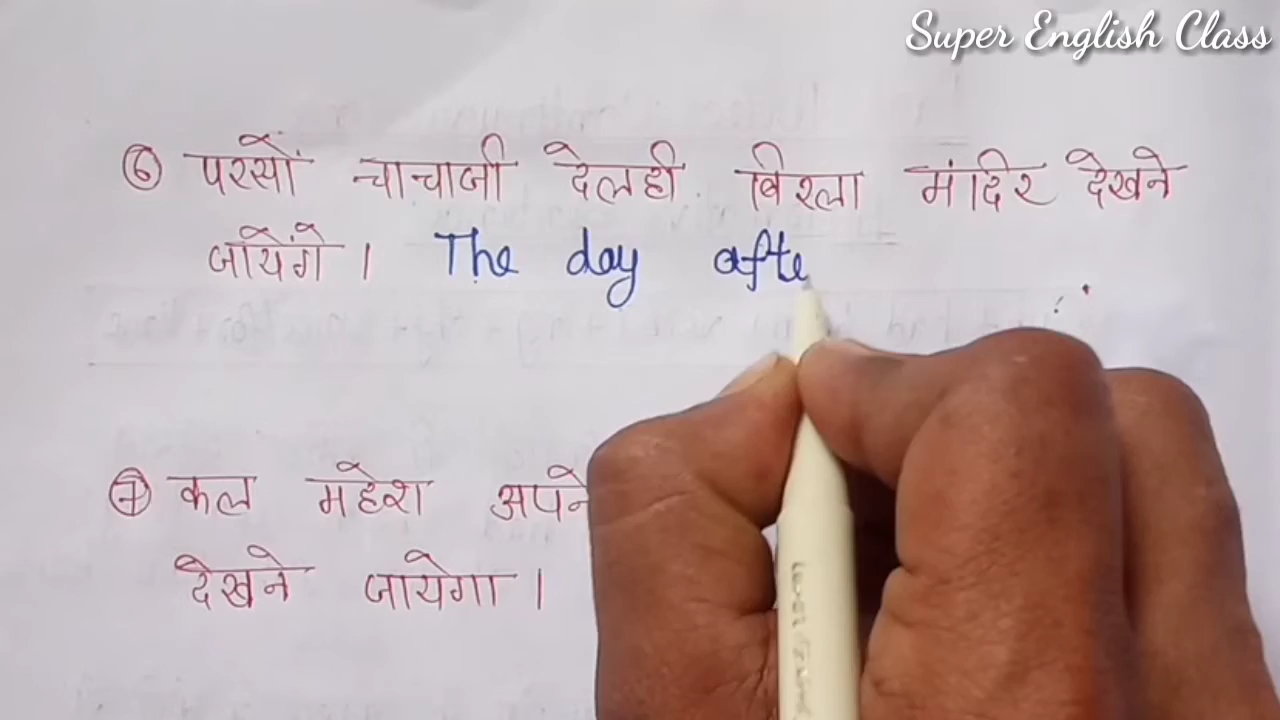 Super English Class
⑥ परसों चाचाजी देलही बिरला मंदिर देखने
जायेंगे । The day afte
⑦ कल महेश अपने
देखने जायेगा ।